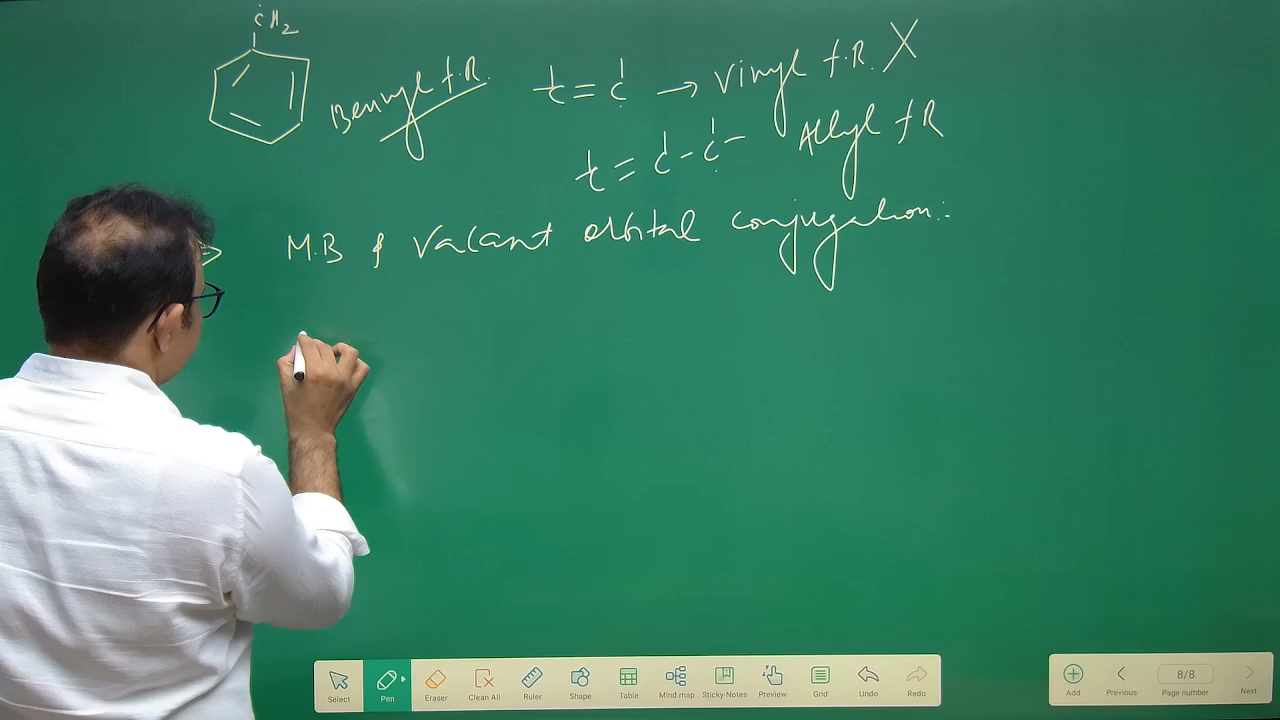 ĊH₂
Benzyl f.R.
C = Ċ → Vinyl f.R. X
C = C - Ċ - Allyl f R
⇒ M.B & Vacant orbital conjugation:
Select Pen Eraser Clean All Ruler Shape Table Mind map Sticky-Notes Preview Grid Undo Redo
Add Previous 8/8 Page number Next